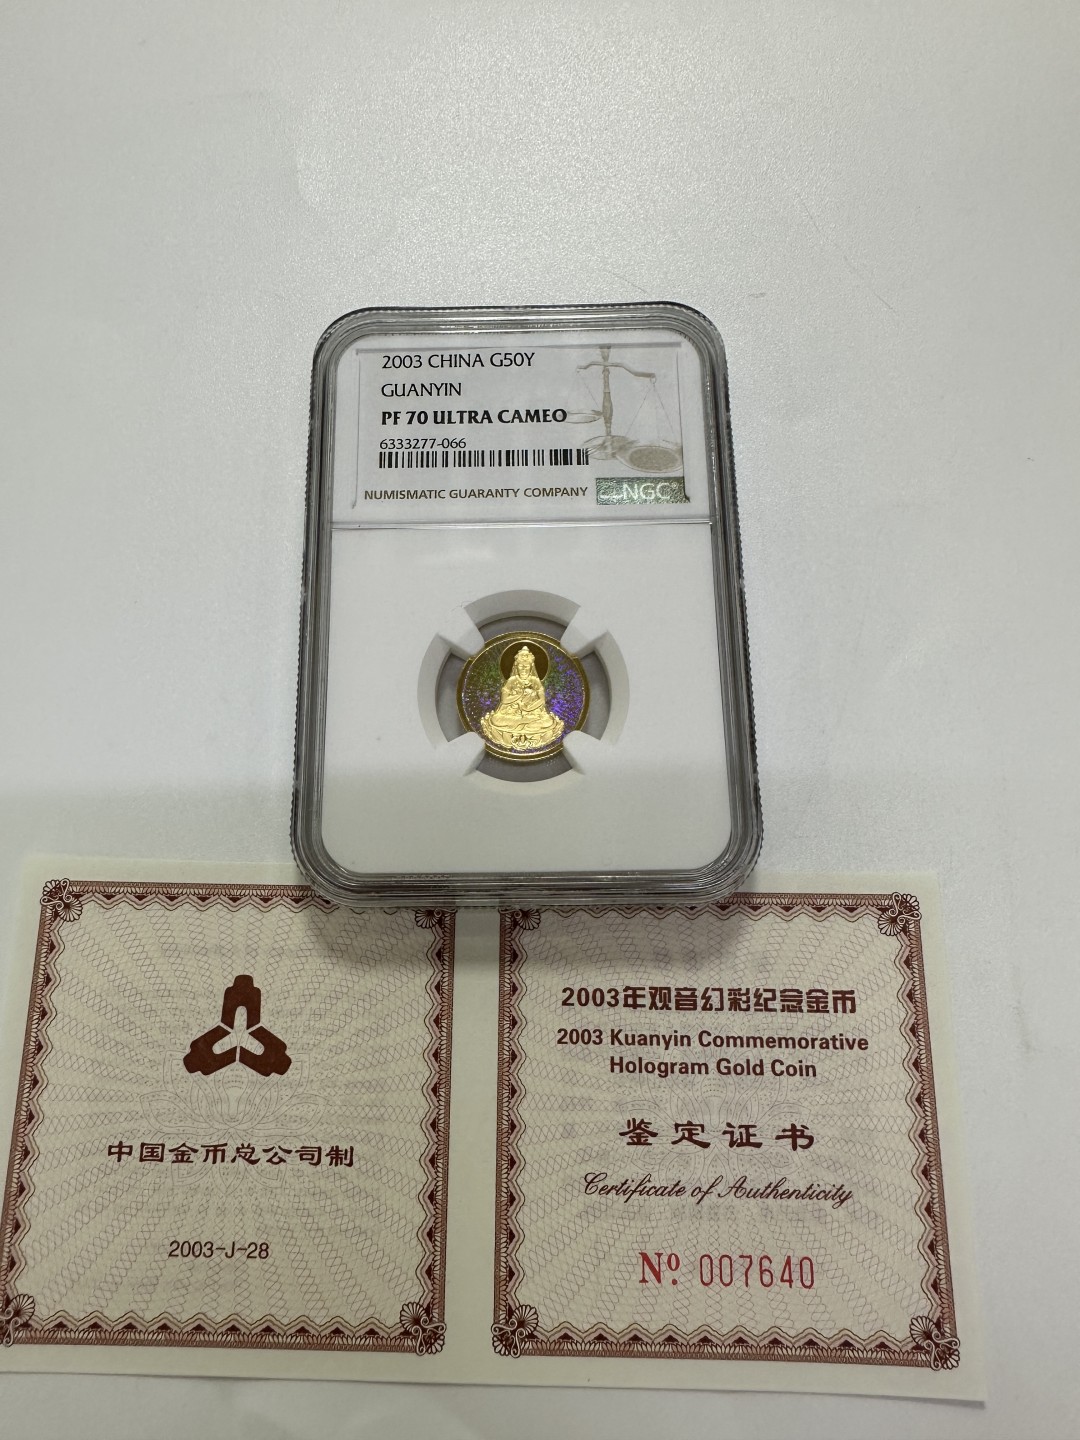 2003 CHINA G50Y
GUANYIN
PF 70 ULTRA CAMEO
6333277-066
NUMISMATIC GUARANTY COMPANY NGC®
中国金币总公司制
2003-J-28
2003年观音幻彩纪念金币
2003 Kuanyin Commemorative
Hologram Gold Coin
鉴定证书
Certificate of Authenticity
Nº 007640